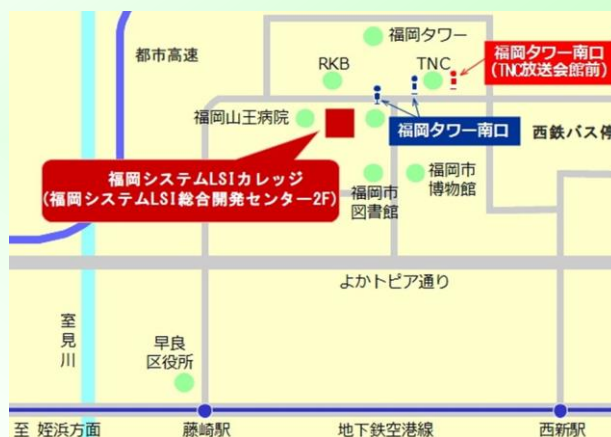 福岡タワー
都市高速
RKB
TNC
福岡タワー南口
(TNC放送会館前)
福岡山王病院
福岡タワー南口
西鉄バス停
福岡システムLSIカレッジ
(福岡システムLSI総合開発センター2F)
福岡市
図書館
福岡市
博物館
よかトピア通り
室見川
早良
区役所
至 姪浜方面
藤崎駅
地下鉄空港線
西新駅